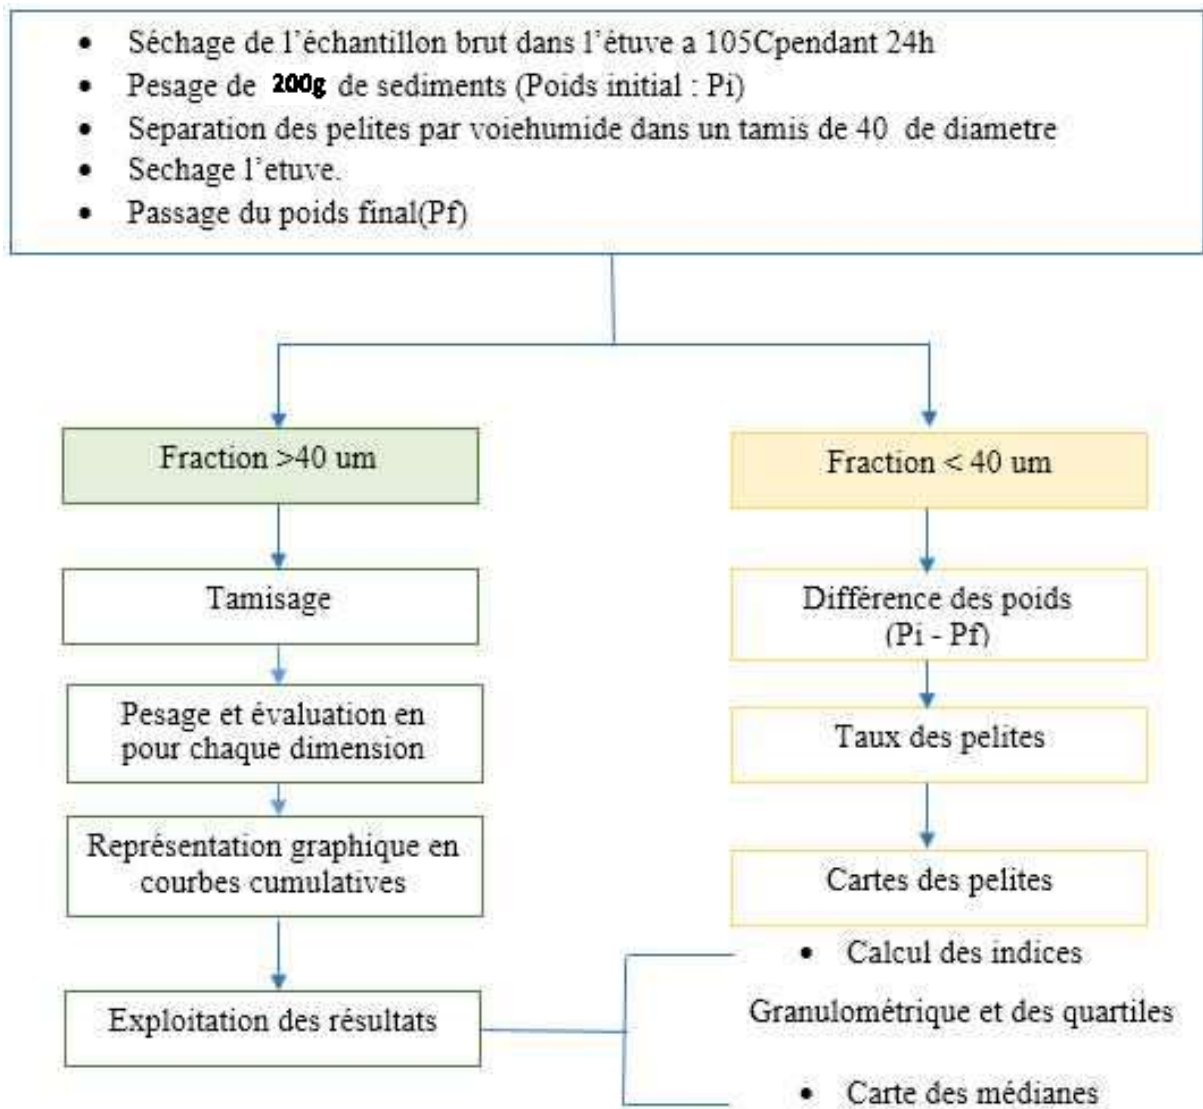 • Séchage de l'échantillon brut dans l'étuve a 105Cpendant 24h
• Pesage de 200g de sediments (Poids initial : Pi)
• Separation des pelites par voiehumide dans un tamis de 40 de diametre
• Sechage l'etuve.
• Passage du poids final(Pf)
Fraction >40 um
Tamisage
Pesage et évaluation en
pour chaque dimension
Représentation graphique en
courbes cumulatives
Exploitation des résultats
Fraction < 40 um
Différence des poids
(Pi - Pf)
Taux des pelites
Cartes des pelites
• Calcul des indices
Granulométrique et des quartiles
• Carte des médianes